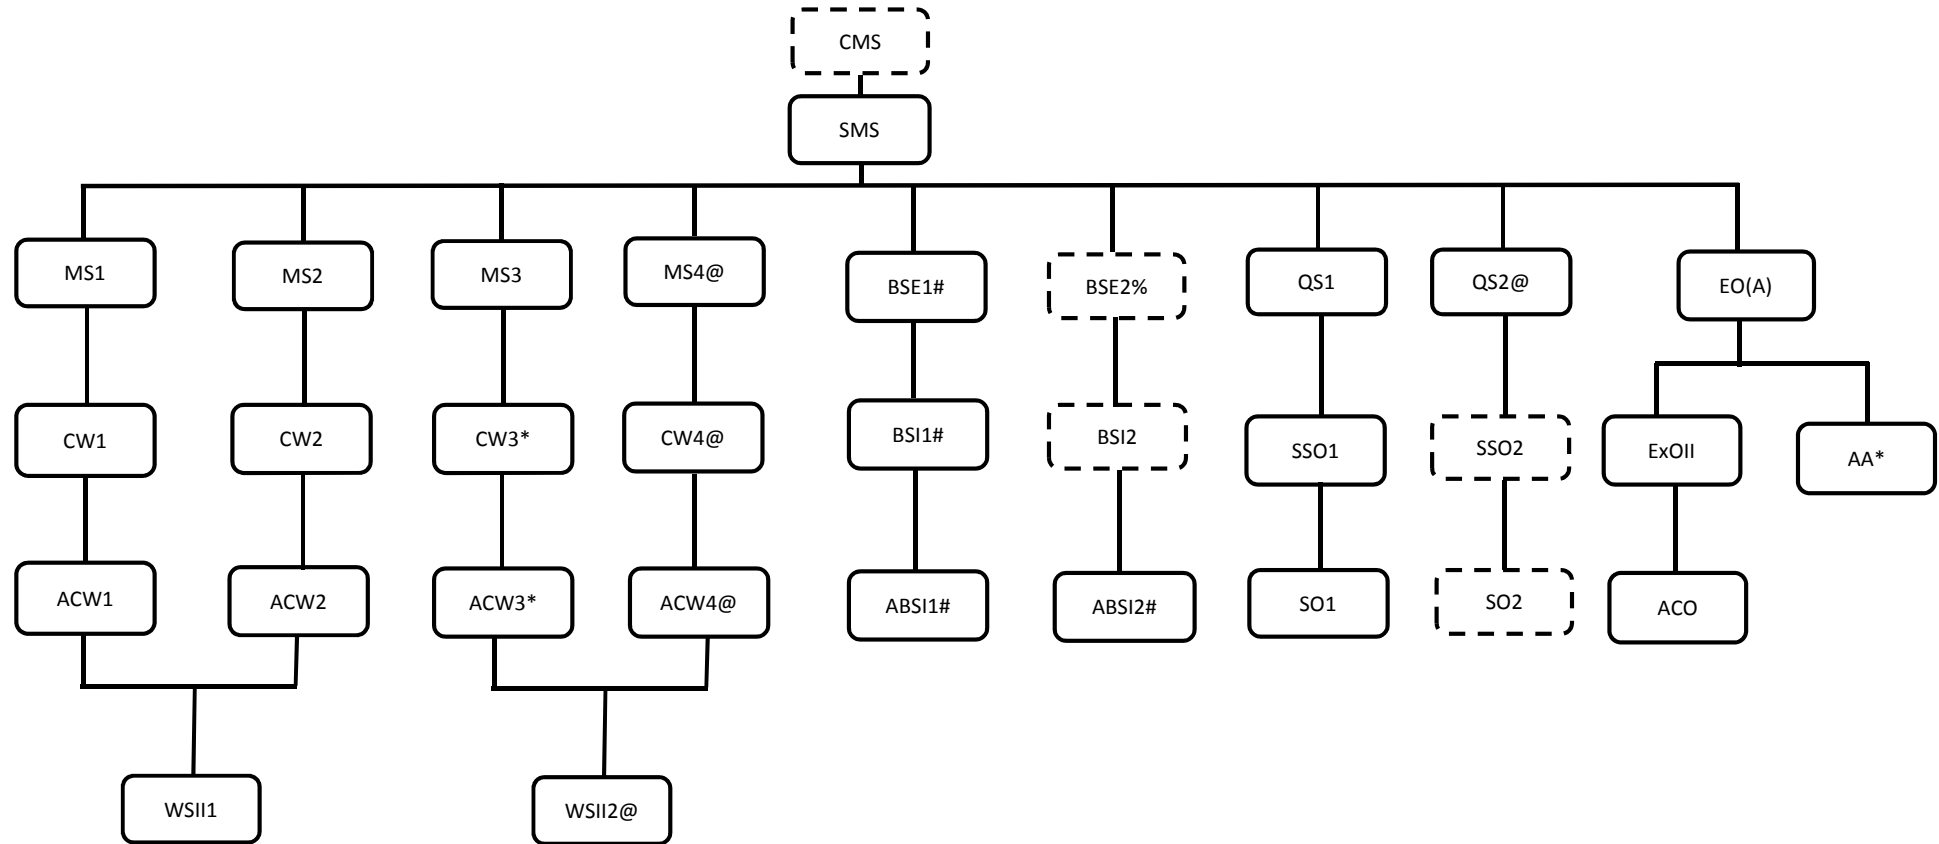 CMS
SMS
MS1
MS2
MS3
MS4@
BSE1#
BSE2%
QS1
QS2@
EO(A)
CW1
CW2
CW3*
CW4@
BSI1#
BSI2
SSO1
SSO2
ExOII
AA*
ACW1
ACW2
ACW3*
ACW4@
ABSI1#
ABSI2#
SO1
SO2
ACO
WSII1
WSII2@